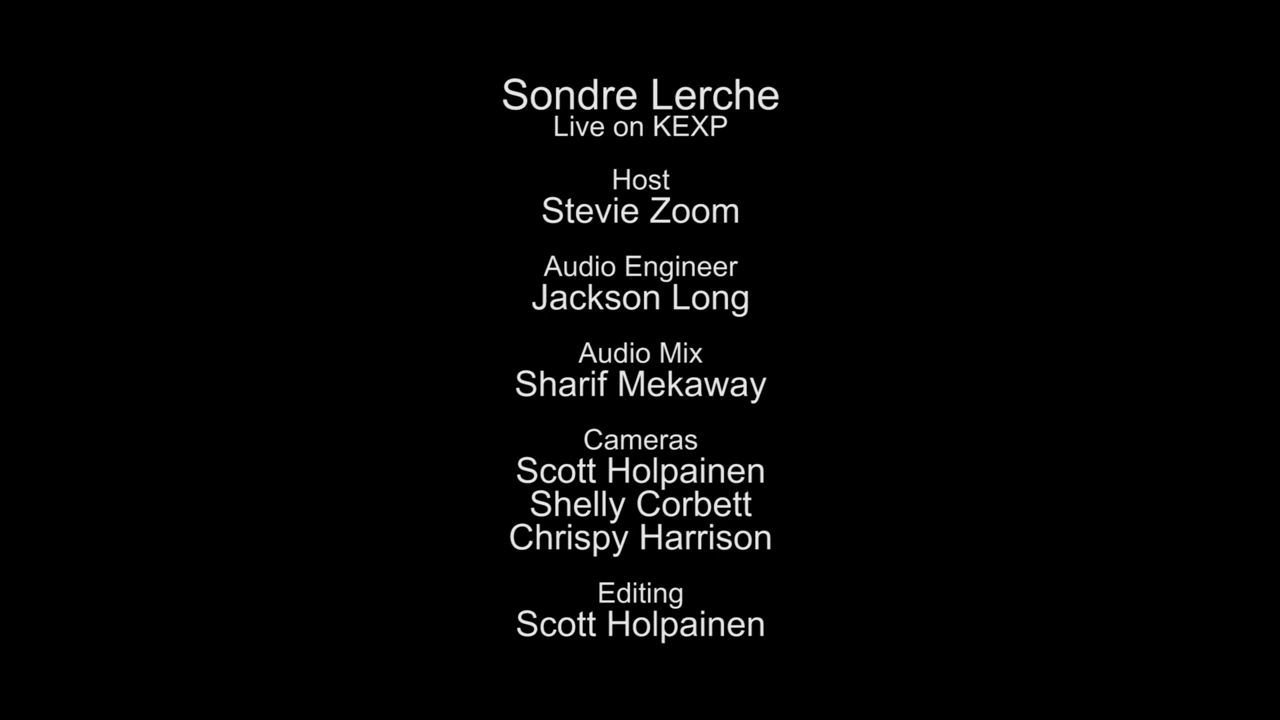 Sondre Lerche
Live on KEXP
Host
Stevie Zoom
Audio Engineer
Jackson Long
Audio Mix
Sharif Mekaway
Cameras
Scott Holpainen
Shelly Corbett
Chrispy Harrison
Editing
Scott Holpainen